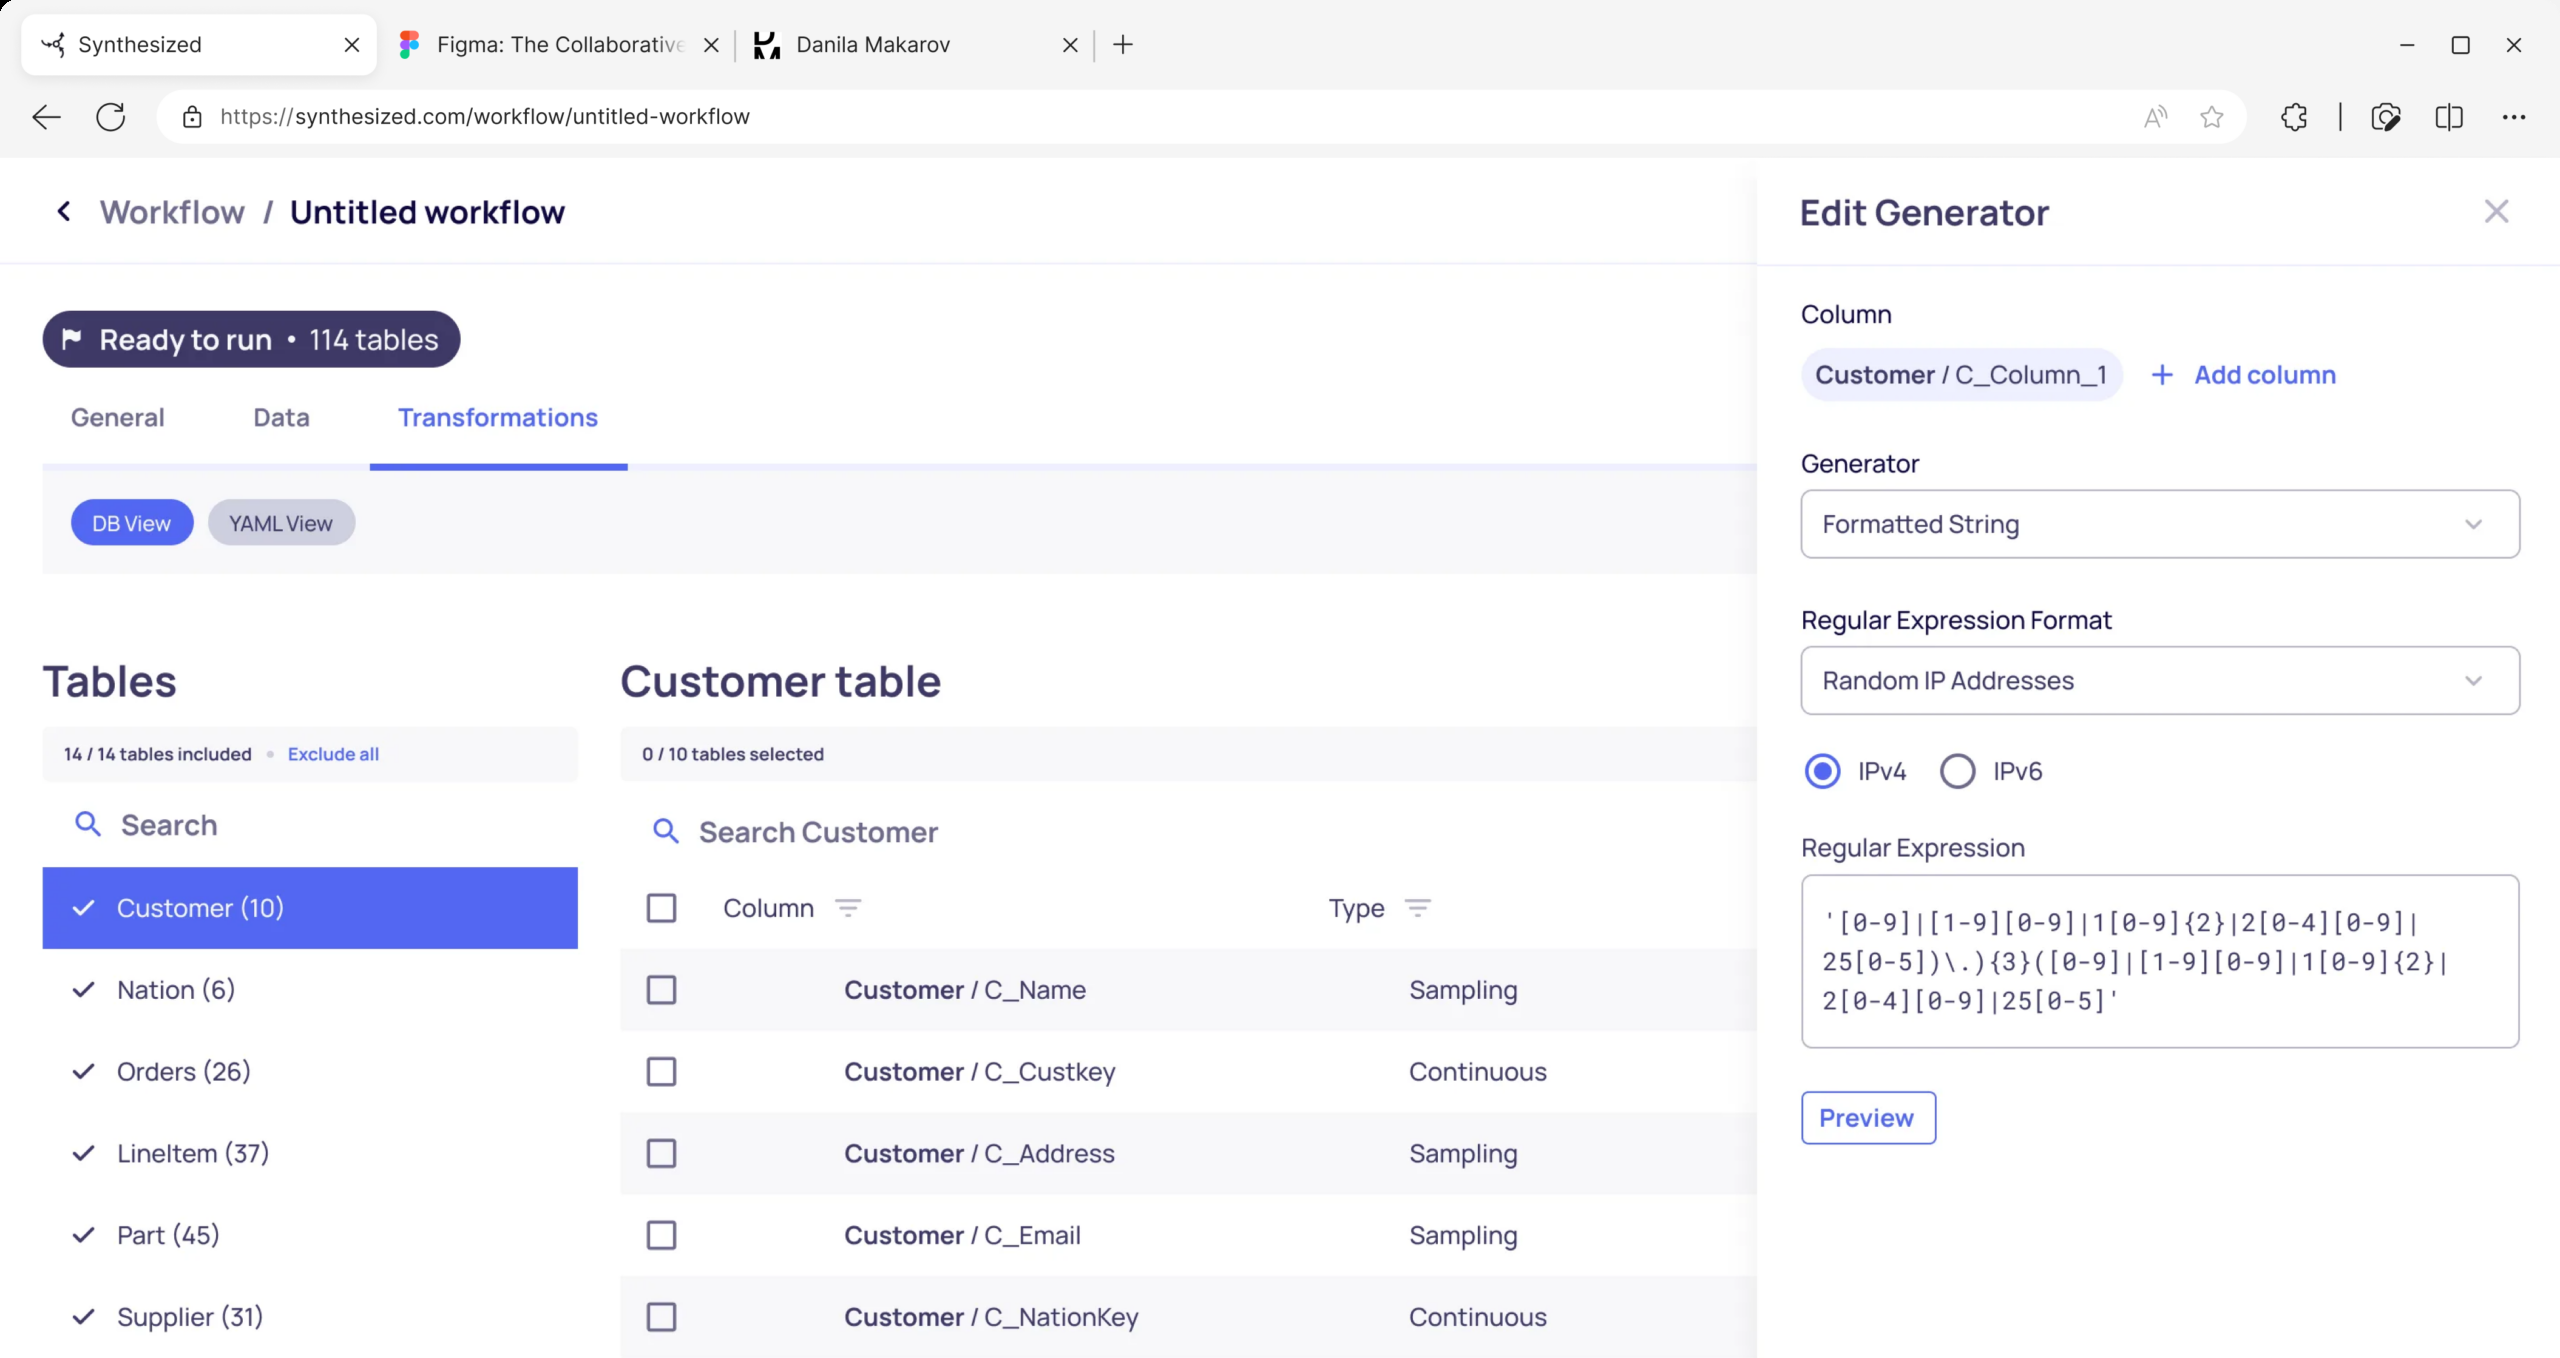 Synthesized
Figma: The Collaborative
Danila Makarov
https://synthesized.com/workflow/untitled-workflow
Workflow / Untitled workflow
Ready to run • 114 tables
General
Data
Transformations
DB View
YAML View
Tables
14 / 14 tables included • Exclude all
Search
Customer (10)
Nation (6)
Orders (26)
LineItem (37)
Part (45)
Supplier (31)
Customer table
0 / 10 tables selected
Search Customer
Column
Type
Customer / C_Name
Sampling
Customer / C_Custkey
Continuous
Customer / C_Address
Sampling
Customer / C_Email
Sampling
Customer / C_NationKey
Continuous
Edit Generator
Column
Customer / C_Column_1
+ Add column
Generator
Formatted String
Regular Expression Format
Random IP Addresses
IPv4
IPv6
Regular Expression
'[0-9]|[1-9][0-9]|1[0-9]{2}|2[0-4][0-9]|
25[0-5])\.){3}([0-9]|[1-9][0-9]|1[0-9]{2}|
2[0-4][0-9]|25[0-5]'
Preview